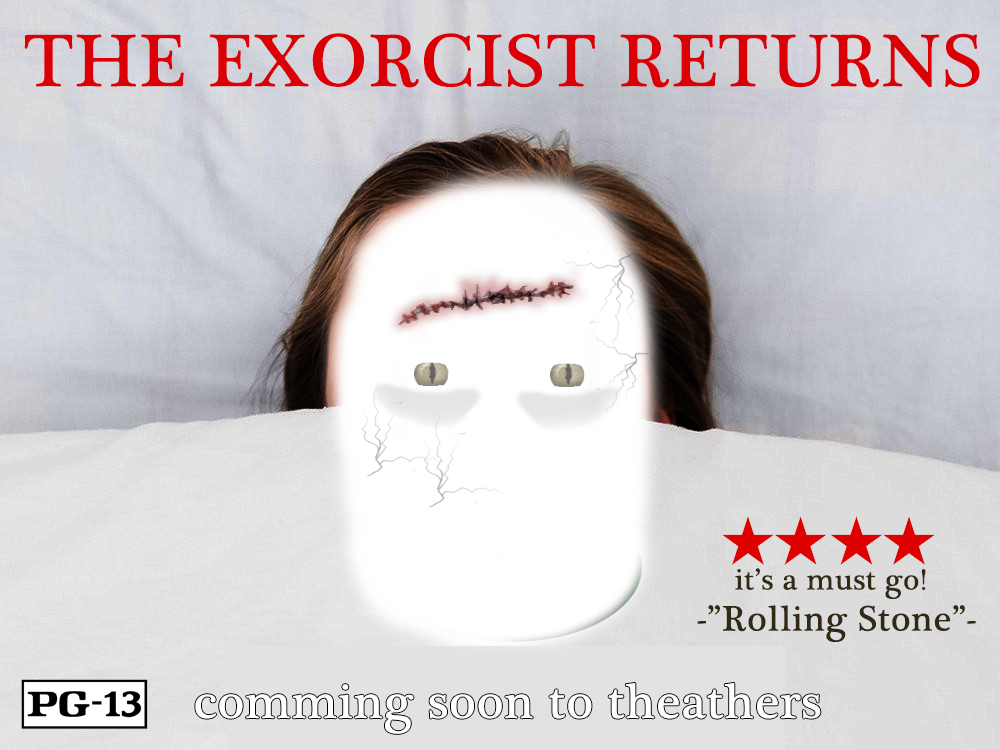 THE EXORCIST RETURNS
★★★★
it's a must go!
-”Rolling Stone”-
PG-13
comming soon to theathers